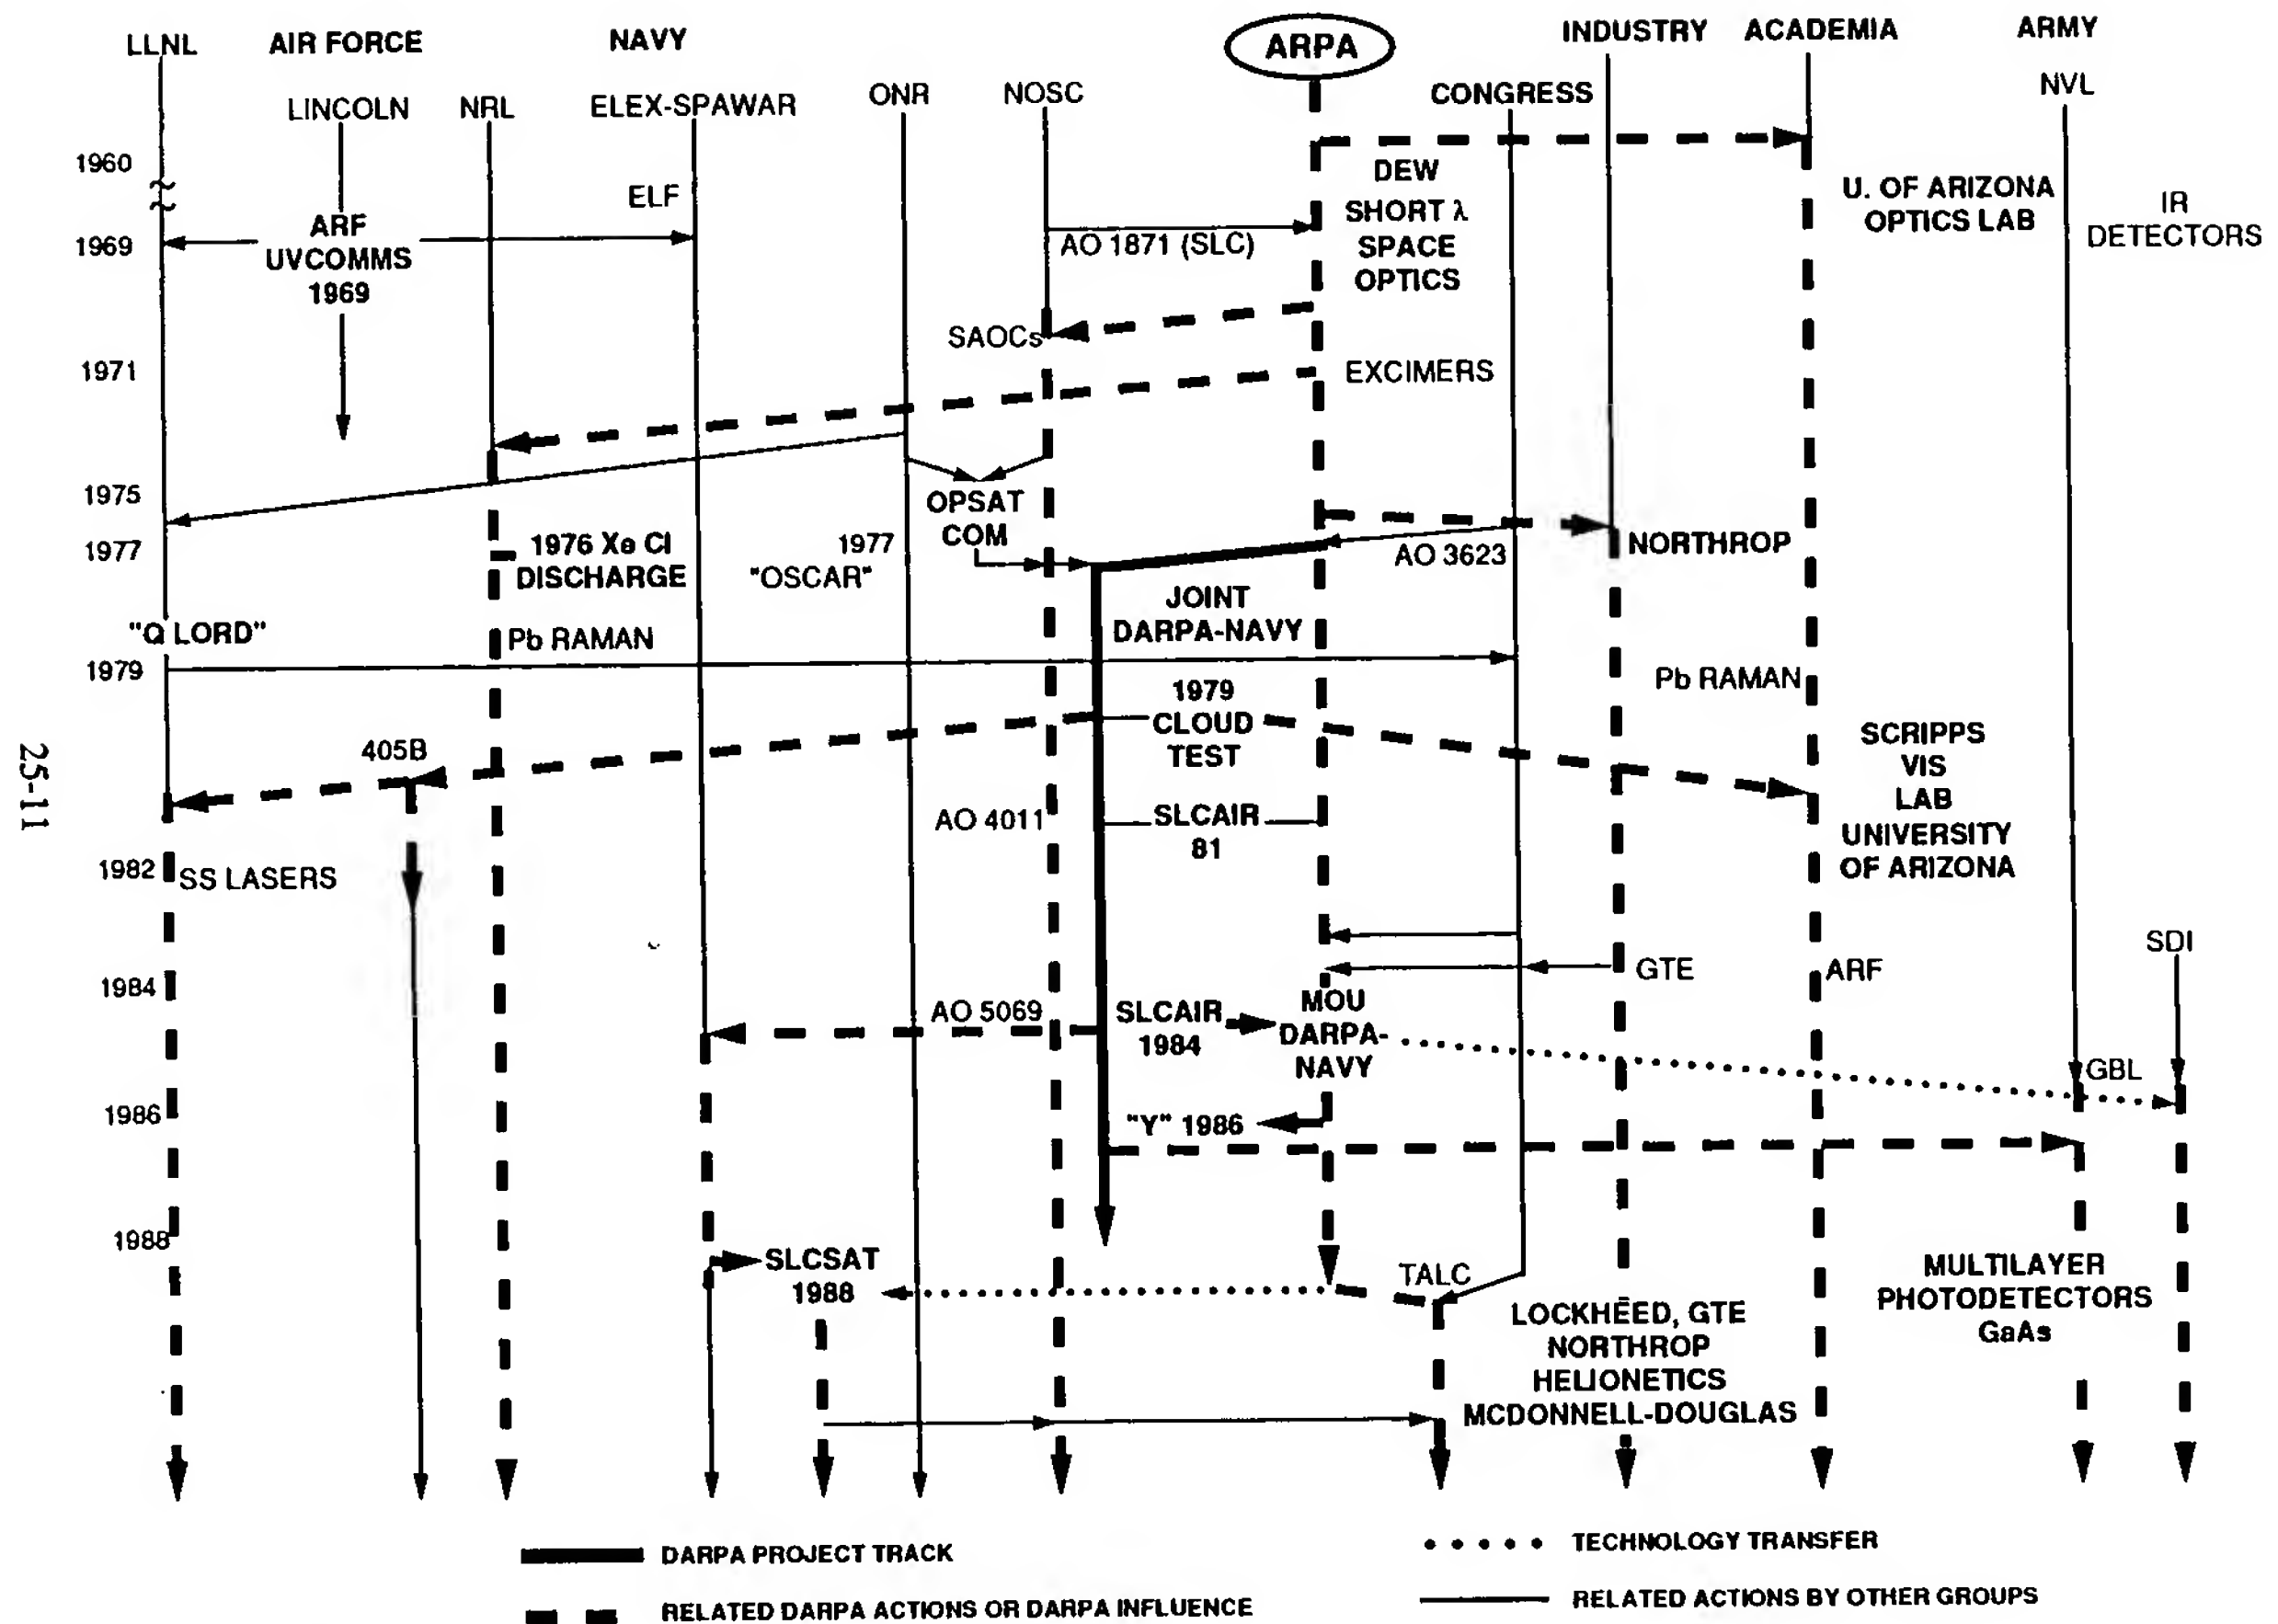 LLNL
AIR FORCE
NAVY
ARPA
INDUSTRY
ACADEMIA
ARMY
LINCOLN
NRL
ELEX-SPAWAR
ONR
NOSC
CONGRESS
NVL
1960
ELF
DEW
SHORT λ
SPACE
OPTICS
U. OF ARIZONA
OPTICS LAB
IR
DETECTORS
1969
ARF
UVCOMMS
1969
AO 1871 (SLC)
SAOCs
1971
EXCIMERS
1975
OPSAT
COM
1977
1976 Xe Cl
DISCHARGE
1977
"OSCAR"
AO 3623
NORTHROP
JOINT
DARPA-NAVY
"Q LORD"
Pb RAMAN
1979
Pb RAMAN
1979
CLOUD
TEST
405B
SCRIPPS
VIS
LAB
UNIVERSITY
OF ARIZONA
25-11
AO 4011
SLCAIR
81
1982
SS LASERS
SDI
GTE
ARF
1984
AO 5069
SLCAIR
1984
MOU
DARPA-
NAVY
GBL
1986
"Y" 1986
1988
SLCSAT
1988
TALC
LOCKHEED, GTE
NORTHROP
HELIONETICS
MCDONNELL-DOUGLAS
MULTILAYER
PHOTODETECTORS
GaAs
DARPA PROJECT TRACK
TECHNOLOGY TRANSFER
RELATED DARPA ACTIONS OR DARPA INFLUENCE
RELATED ACTIONS BY OTHER GROUPS